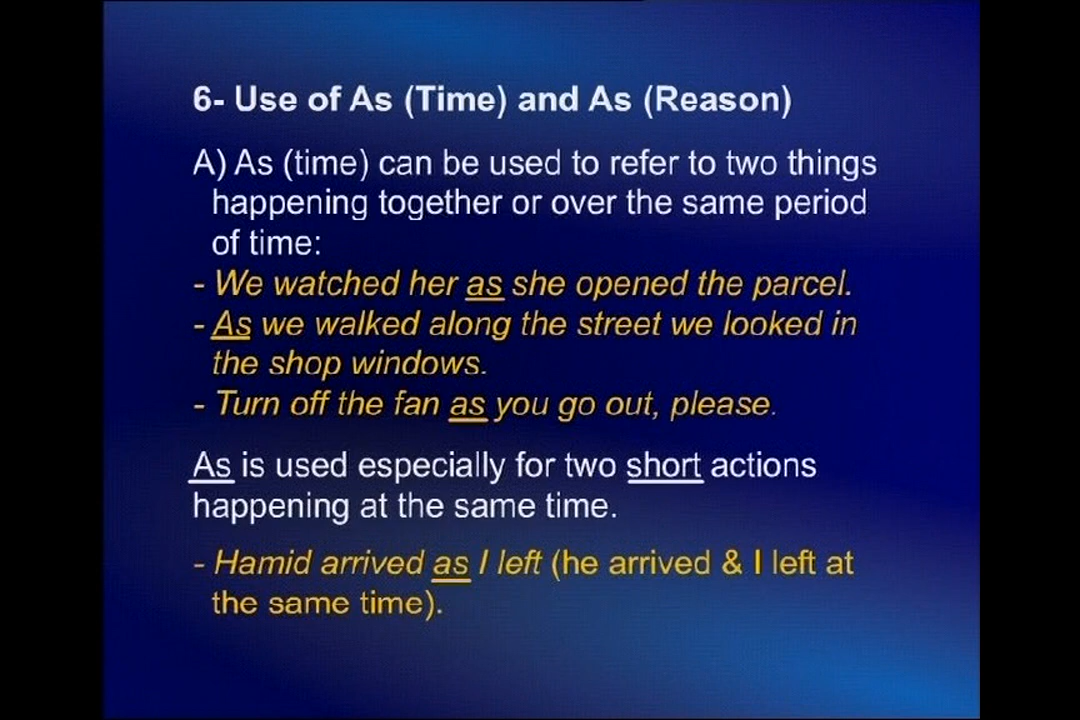 6- Use of As (Time) and As (Reason)
A) As (time) can be used to refer to two things
happening together or over the same period
of time:
- We watched her as she opened the parcel.
- As we walked along the street we looked in
the shop windows.
- Turn off the fan as you go out, please.
As is used especially for two short actions
happening at the same time.
- Hamid arrived as I left (he arrived & I left at
the same time).